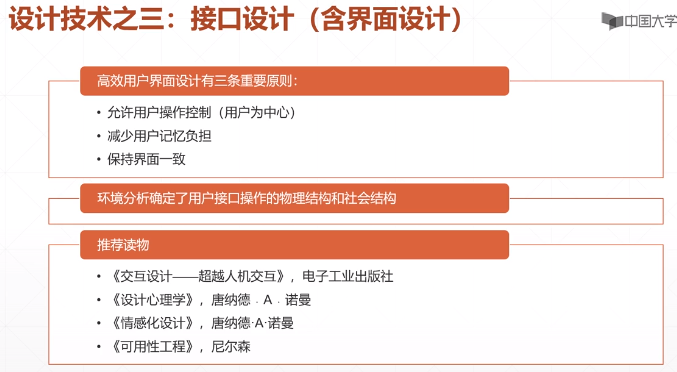 设计技术之三：接口设计（含界面设计）
中国大学
高效用户界面设计有三条重要原则：
• 允许用户操作控制（用户为中心）
• 减少用户记忆负担
• 保持界面一致
环境分析确定了用户接口操作的物理结构和社会结构
推荐读物
• 《交互设计——超越人机交互》，电子工业出版社
• 《设计心理学》，唐纳德 . A . 诺曼
• 《情感化设计》，唐纳德·A·诺曼
• 《可用性工程》，尼尔森